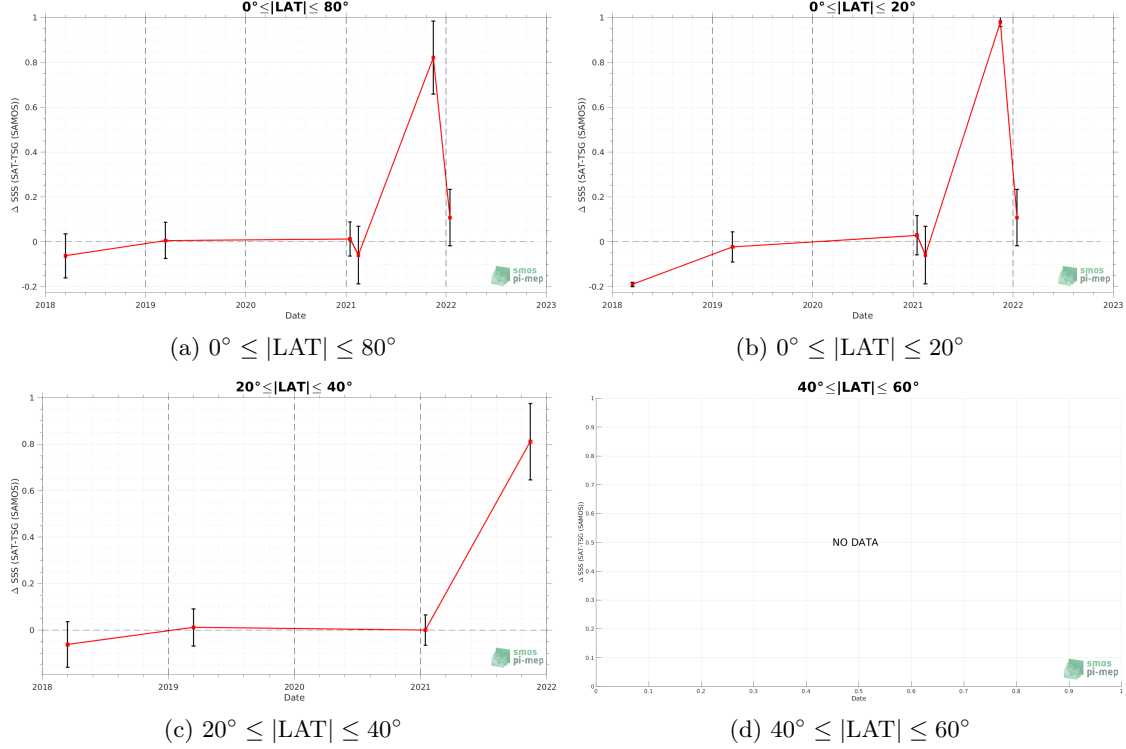 0°≤|LAT|≤ 80°
Δ SSS (SAT-TSG (SAMOS))
1
0.8
0.6
0.4
0.2
0
-0.2
2018 2019 2020 2021 2022 2023
Date
smos
pi-mep
(a) 0° ≤ |LAT| ≤ 80°
0°≤|LAT|≤ 20°
Δ SSS (SAT-TSG (SAMOS))
1
0.8
0.6
0.4
0.2
0
-0.2
2018 2019 2020 2021 2022 2023
Date
smos
pi-mep
(b) 0° ≤ |LAT| ≤ 20°
20°≤|LAT|≤ 40°
Δ SSS (SAT-TSG (SAMOS))
1
0.8
0.6
0.4
0.2
0
2018 2019 2020 2021 2022
Date
smos
pi-mep
(c) 20° ≤ |LAT| ≤ 40°
40°≤|LAT|≤ 60°
Δ SSS (SAT-TSG (SAMOS))
1
0.9
0.8
0.7
0.6
0.5
0.4
0.3
0.2
0.1
0
NO DATA
0 0.1 0.2 0.3 0.4 0.5 0.6 0.7 0.8 0.9 1
Date
smos
pi-mep
(d) 40° ≤ |LAT| ≤ 60°